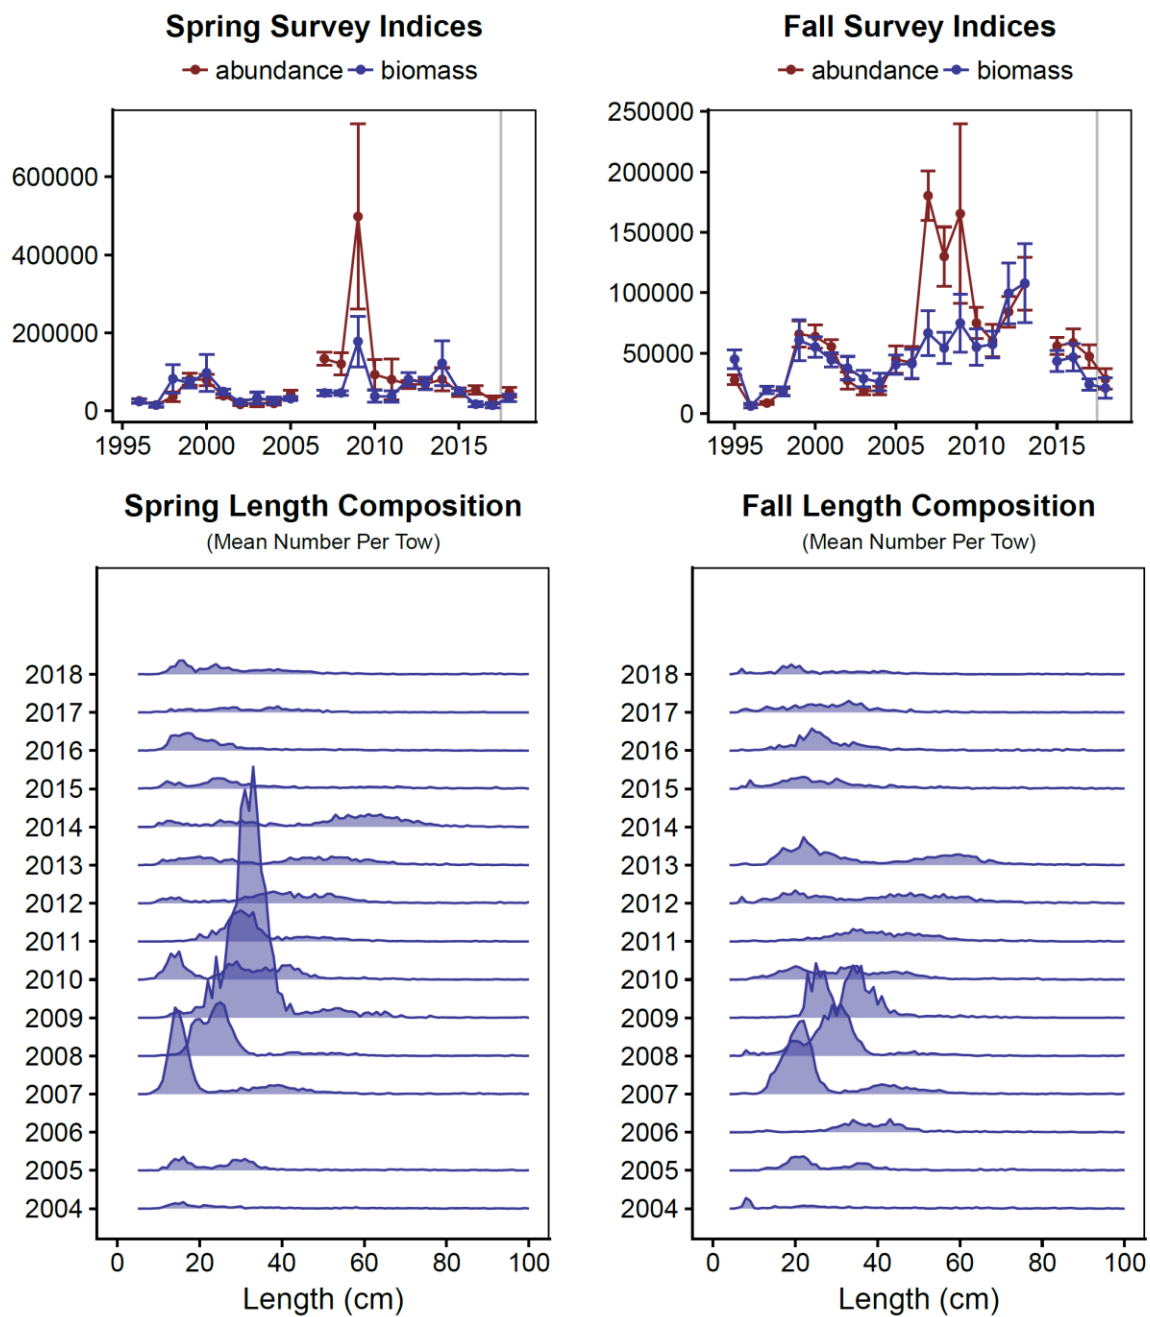 Spring Survey Indices
abundance biomass
600000
400000
200000
0
1995 2000 2005 2010 2015
Fall Survey Indices
abundance biomass
250000
200000
150000
100000
50000
0
1995 2000 2005 2010 2015
Spring Length Composition
(Mean Number Per Tow)
2018
2017
2016
2015
2014
2013
2012
2011
2010
2009
2008
2007
2006
2005
2004
0 20 40 60 80 100
Length (cm)
Fall Length Composition
(Mean Number Per Tow)
2018
2017
2016
2015
2014
2013
2012
2011
2010
2009
2008
2007
2006
2005
2004
0 20 40 60 80 100
Length (cm)